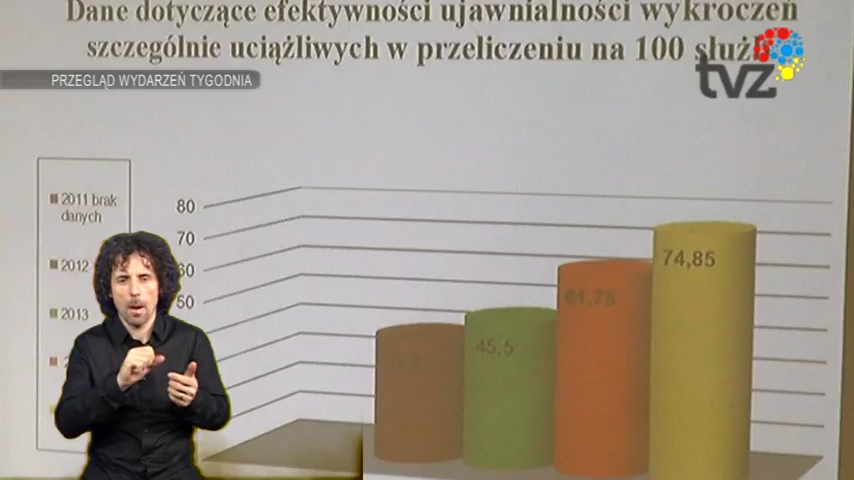 Dane dotyczące efektywności ujawnialności wykroczeń
szczególnie uciążliwych w przeliczeniu na 100 służb
PRZEGLĄD WYDARZEŃ TYGODNIA
tvz
2011 brak
danych
2012
2013
80
70
60
50
45,5
61,78
74,85